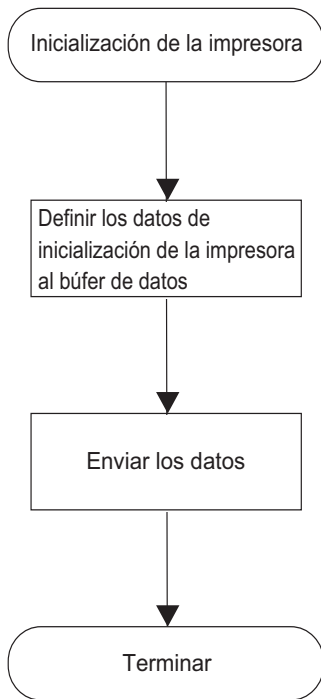 Inicialización de la impresora
Definir los datos de
inicialización de la impresora
al búfer de datos
Enviar los datos
Terminar